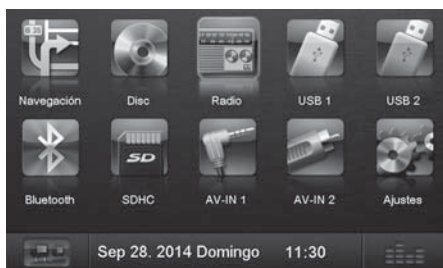 Navegación Disc Radio USB 1 USB 2
SD
Bluetooth SDHC AV-IN 1 AV-IN 2 Ajustes
Sep 28. 2014 Domingo 11:30